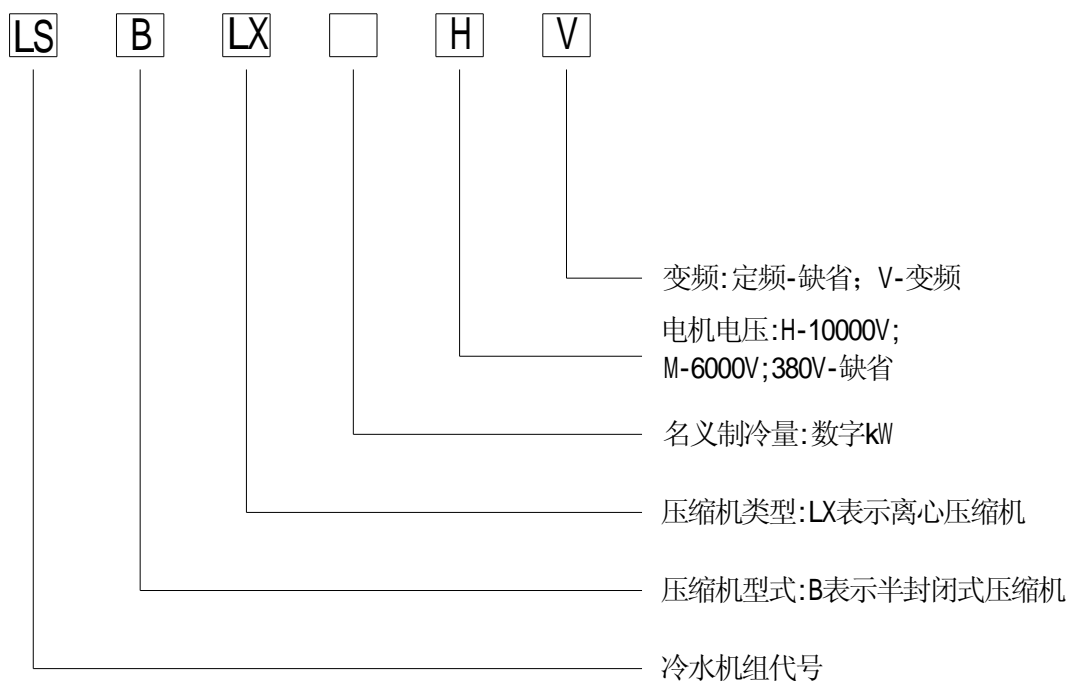 LS B LX H V
变频:定频-缺省；V-变频
电机电压:H-10000V;
M-6000V;380V-缺省
名义制冷量:数字kW
压缩机类型:LX表示离心压缩机
压缩机型式:B表示半封闭式压缩机
冷水机组代号